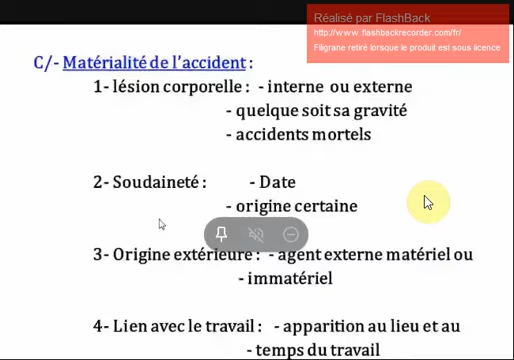 Réalisé par FlashBack
http://www.flashbackrecorder.com/fr/
Filigrane retiré lorsque le produit est sous licence
C/- Matérialité de l'accident :
1- lésion corporelle : - interne ou externe
- quelque soit sa gravité
- accidents mortels
2- Soudaineté : - Date
- origine certaine
3- Origine extérieure : - agent externe matériel ou
- immatériel
4- Lien avec le travail : - apparition au lieu et au
- temps du travail